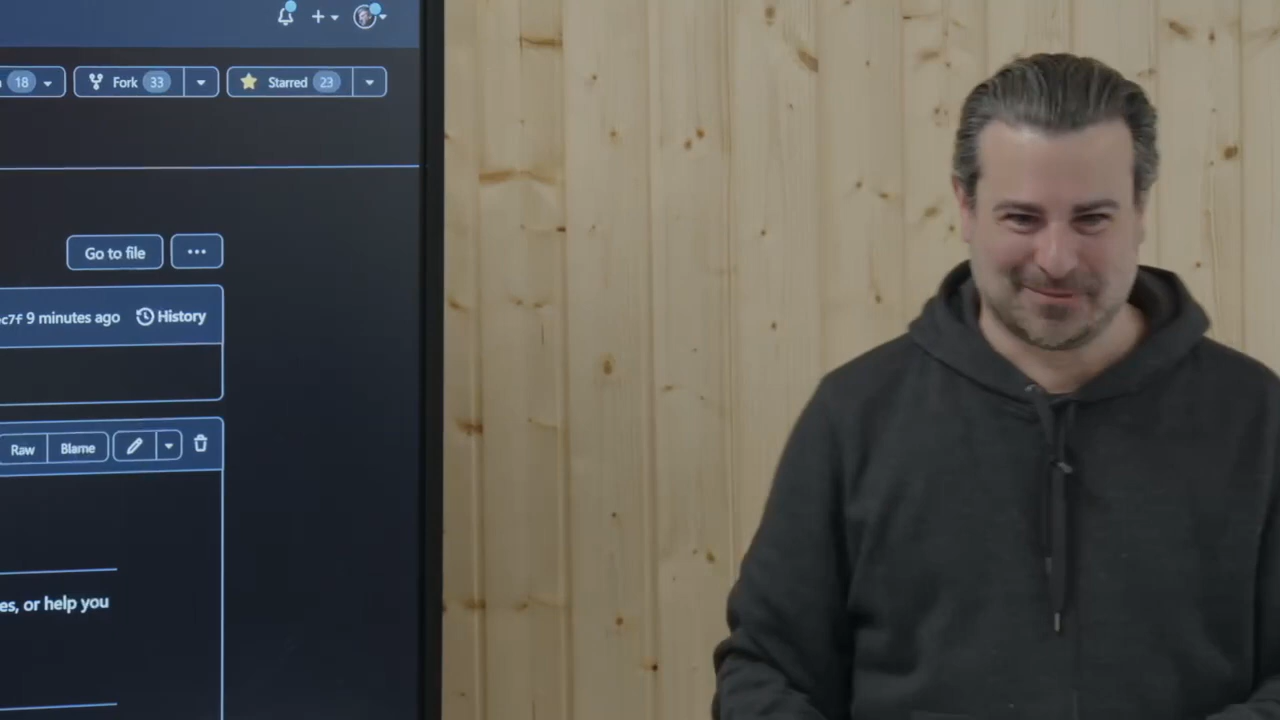 18 Fork 33 Starred 23
Go to file ...
c7f 9 minutes ago History
Raw Blame
es, or help you